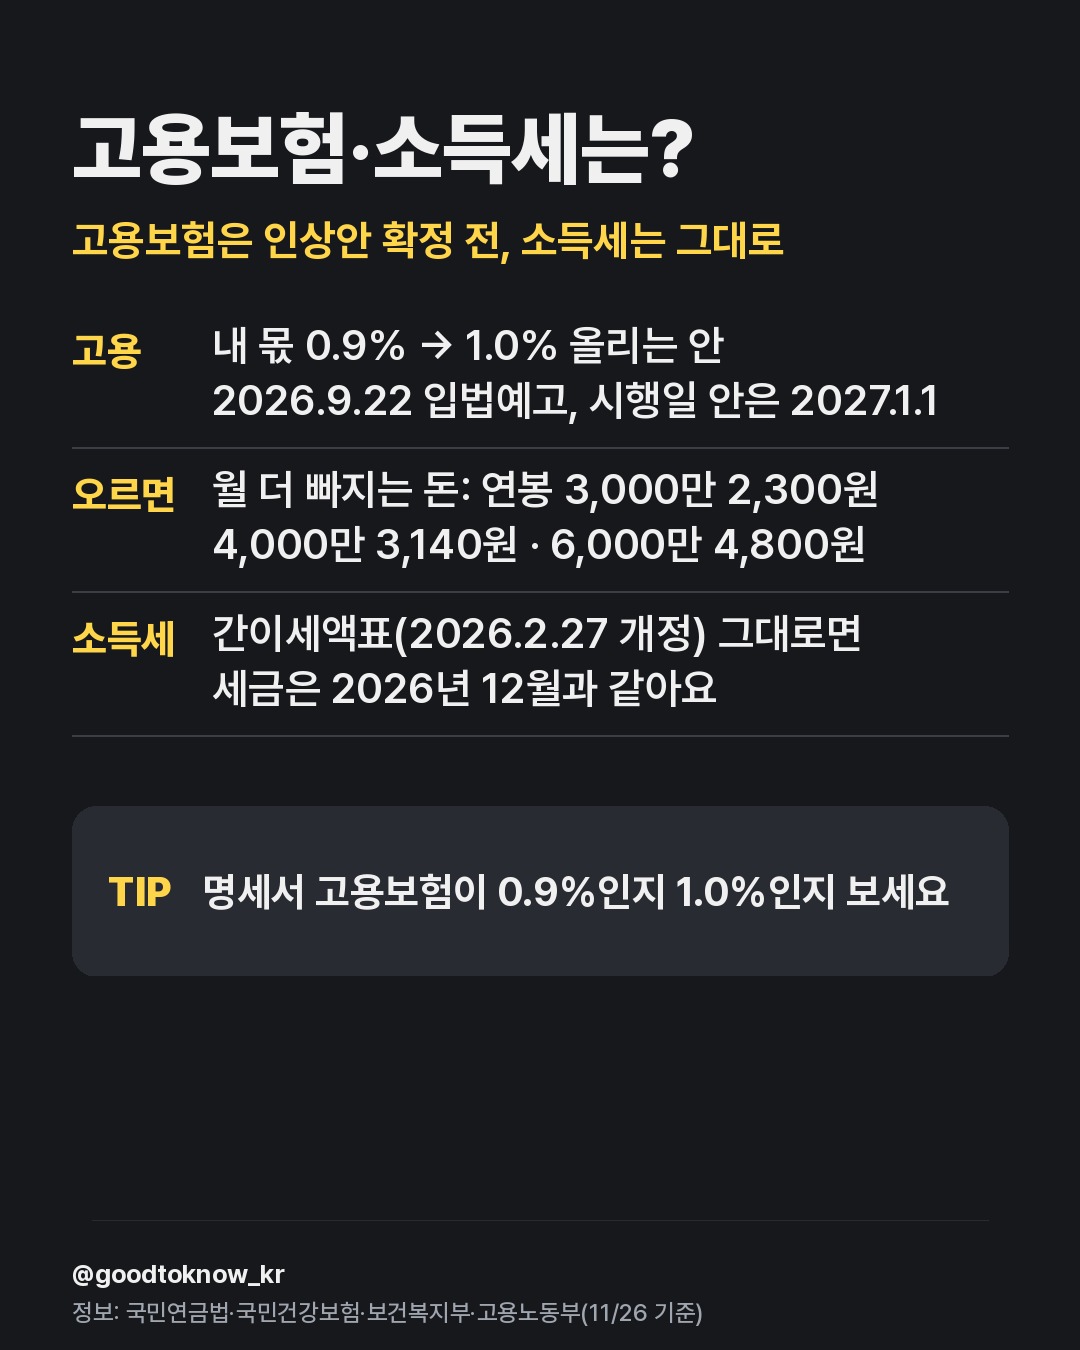 고용보험·소득세는?
고용보험은 인상안 확정 전, 소득세는 그대로
고용
내 몫 0.9% → 1.0% 올리는 안
2026.9.22 입법예고, 시행일 안은 2027.1.1
오르면
월 더 빠지는 돈: 연봉 3,000만 2,300원
4,000만 3,140원 · 6,000만 4,800원
소득세
간이세액표(2026.2.27 개정) 그대로면
세금은 2026년 12월과 같아요
TIP 명세서 고용보험이 0.9%인지 1.0%인지 보세요
@goodtoknow_kr
정보: 국민연금법·국민건강보험·보건복지부·고용노동부(11/26 기준)